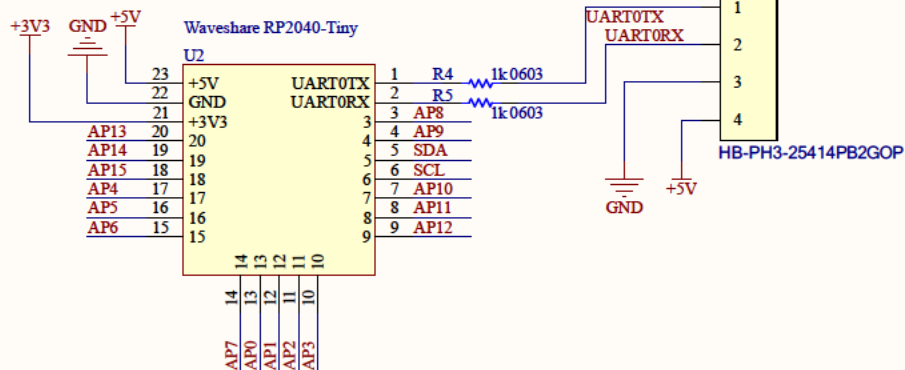 +3V3 GND +5V
Waveshare RP2040-Tiny
U2
23 +5V UART0TX 1 R4 1k 0603 UART0TX 1
22 GND UART0RX 2 R5 1k 0603 UART0RX 2
21 +3V3 3 3 AP8 3
AP13 20 20 4 4 AP9 4
AP14 19 19 5 5 SDA
AP15 18 18 6 6 SCL
AP4 17 17 7 7 AP10
AP5 16 16 8 8 AP11
AP6 15 15 9 9 AP12
HB-PH3-25414PB2GOP
GND +5V
14 13 12 11 10
14 13 12 11 10
AP7 AP0 AP1 AP2 AP3